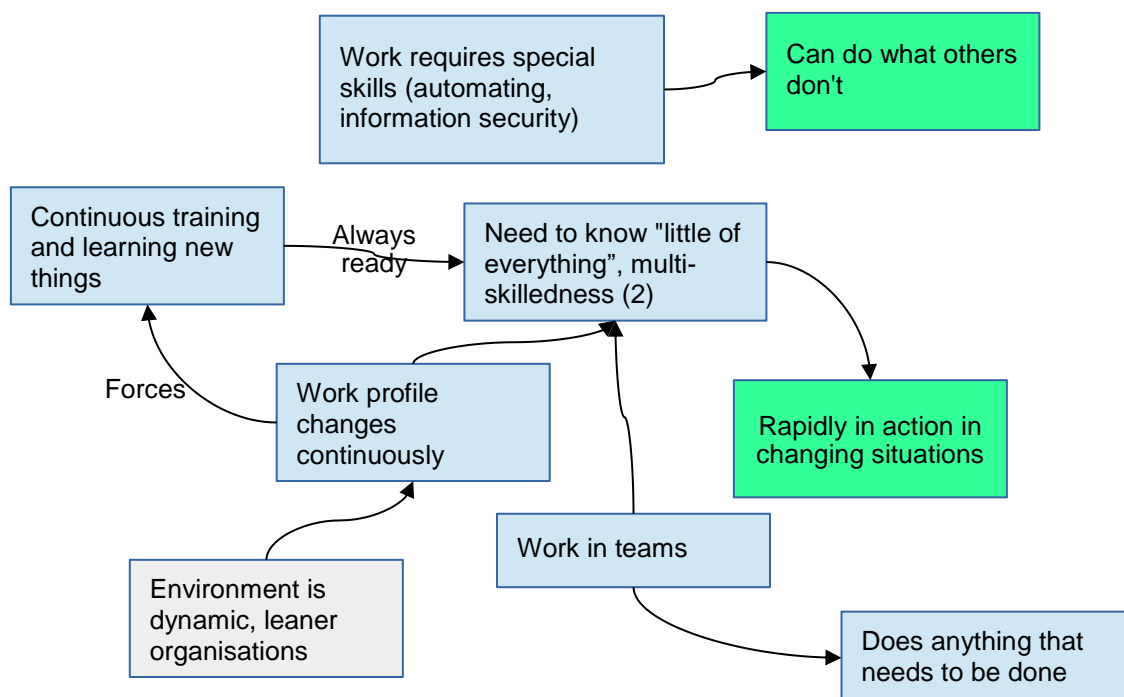 Work requires special
skills (automating,
information security)
Can do what others
don't
Continuous training
and learning new
things
Always
ready
Need to know "little of
everything”, multi-
skilledness (2)
Forces
Work profile
changes
continuously
Rapidly in action in
changing situations
Work in teams
Environment is
dynamic, leaner
organisations
Does anything that
needs to be done